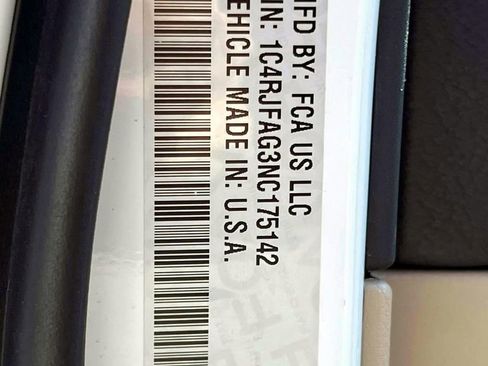 MFD BY: FCA US LLC
VIN: 1C4RJFAG3NC175142
VEHICLE MADE IN: U.S.A.